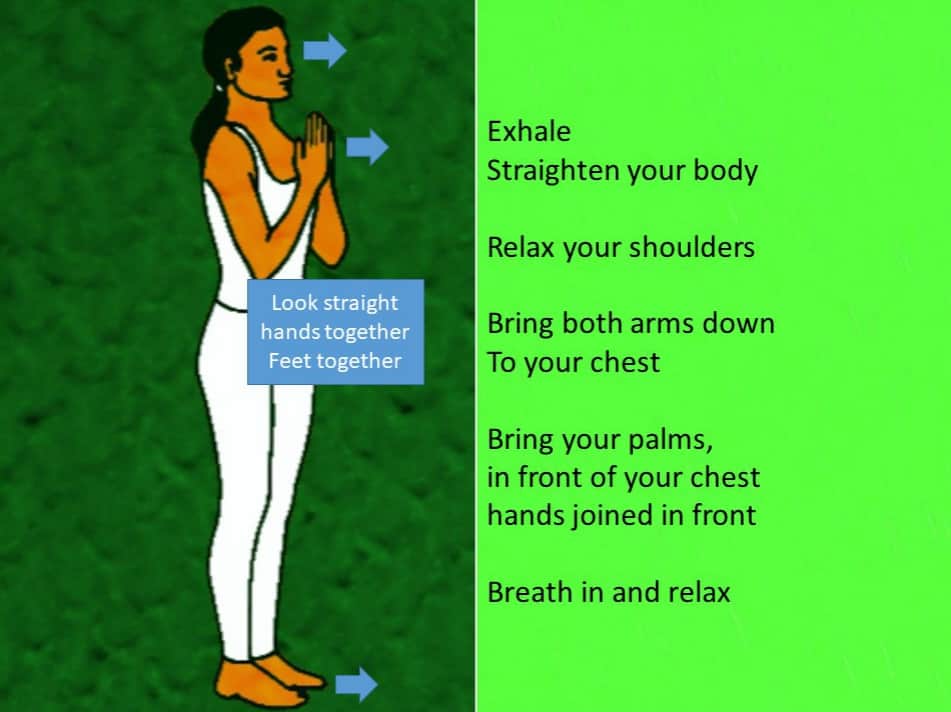 Look straight
hands together
Feet together
Exhale
Straighten your body
Relax your shoulders
Bring both arms down
To your chest
Bring your palms,
in front of your chest
hands joined in front
Breath in and relax